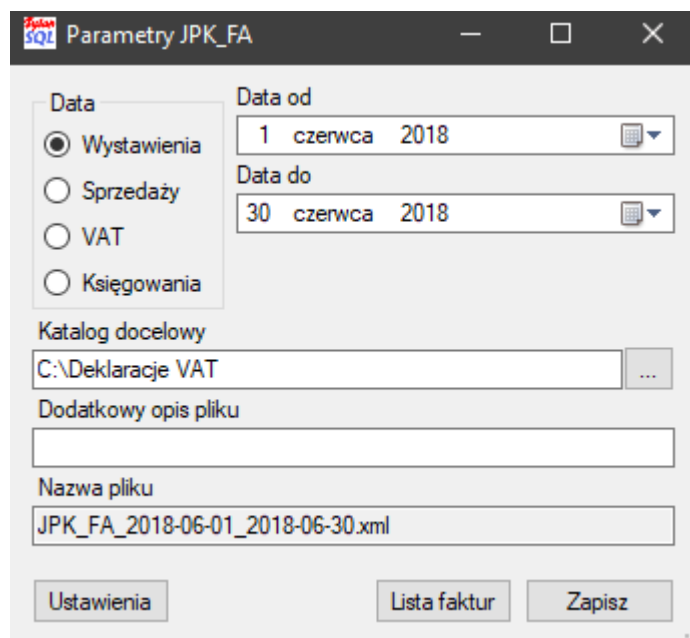 SQL Parametry JPK_FA
Data
Wystawienia
Sprzedaży
VAT
Księgowania
Data od
1 czerwca 2018
Data do
30 czerwca 2018
Katalog docelowy
C:\Deklaracje VAT
...
Dodatkowy opis pliku
Nazwa pliku
JPK_FA_2018-06-01_2018-06-30.xml
Ustawienia
Lista faktur
Zapisz